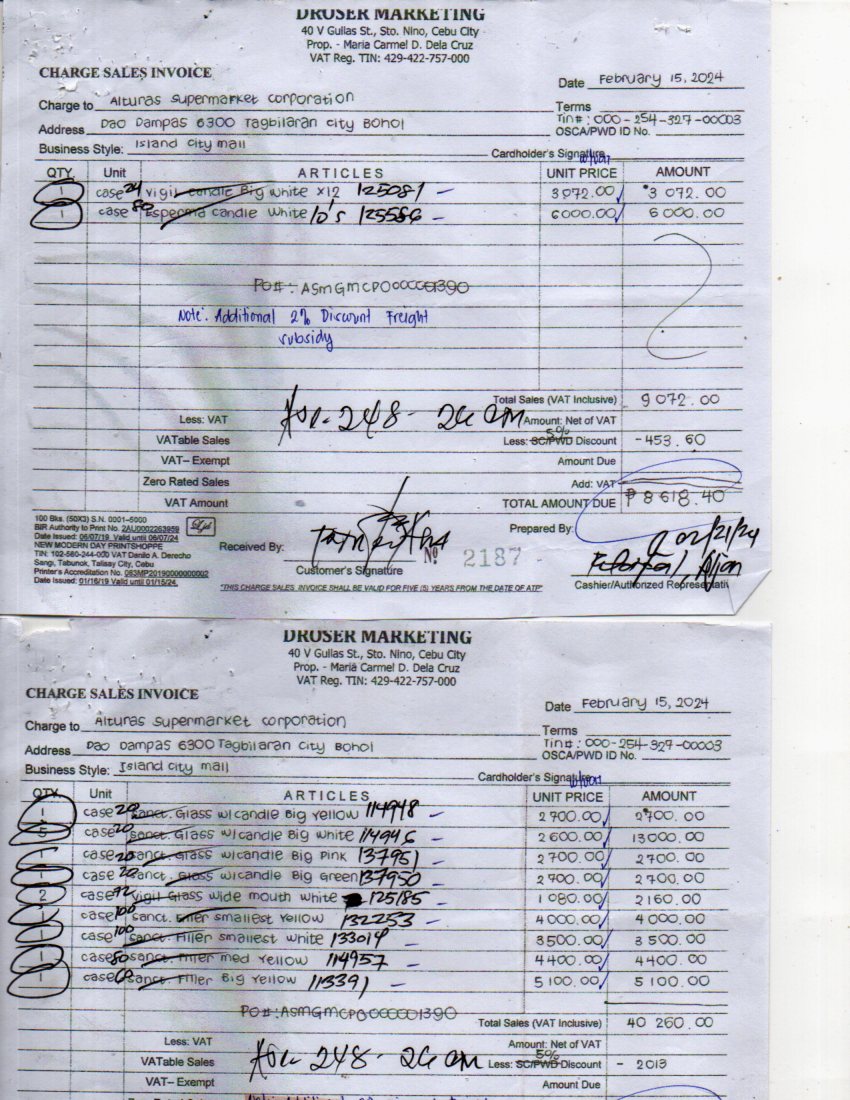 DROSER MARKETING
40 V Gullas St., Sto. Nino, Cebu City
Prop. - Maria Carmel D. Dela Cruz
VAT Reg. TIN: 429-422-757-000
CHARGE SALES INVOICE
Date February 15, 2024
Charge to Alturas Supermarket Corporation
Terms
Address Dao Dampas 6300 Tagbilaran City Bohol
Tin#: 000-254-327-00003
OSCA/PWD ID No.
Business Style: Island City Mall
Cardholder's Signature
QTY Unit ARTICLES UNIT PRICE AMOUNT
1 case 24 Vigil Candle Big White x12 125081 3072.00 3 072.00
1 case 80 Esperma Candle White 10's 125586 6000.00 6 000.00
PO#: ASMGMCPO000001390
Note: Additional 2% Discount Freight
subsidy
Total Sales (VAT Inclusive) 9 072.00
Less: VAT 248- Amount: Net of VAT
VATable Sales 5% Less: SC/PWD Discount -453.60
VAT– Exempt Amount Due
Zero Rated Sales Add: VAT
VAT Amount TOTAL AMOUNT DUE ₱ 8 618.40
100 Bks. (50X3) S.N. 0001–5000
BIR Authority to Print No. 2AU0002263959
Date Issued: 06/07/19 Valid until 06/07/24
NEW MODERN DAY PRINTSHOPPE
TIN: 102-560-244-000 VAT Danilo A. Derecho
Sangi, Tabunok, Talisay City, Cebu
Printer's Accreditation No. 083MP20190000000002
Date Issued: 01/16/19 Valid until 01/15/24
Received By:
Customer's Signature
No 2187
Prepared By:
02/21/24
Cashier/Authorized Representati
"THIS CHARGE SALES INVOICE SHALL BE VALID FOR FIVE (5) YEARS FROM THE DATE OF ATP"
DROSER MARKETING
40 V Gullas St., Sto. Nino, Cebu City
Prop. - Maria Carmel D. Dela Cruz
VAT Reg. TIN: 429-422-757-000
CHARGE SALES INVOICE
Date February 15, 2024
Charge to Alturas Supermarket Corporation
Terms
Address Dao Dampas 6300 Tagbilaran City Bohol
Tin#: 000-254-327-00003
OSCA/PWD ID No.
Business Style: Island City Mall
Cardholder's Signature
QTY Unit ARTICLES UNIT PRICE AMOUNT
1 case 20 Sanct. Glass w/candle Big Yellow 114948 2700.00 2700.00
5 case 20 Sanct. Glass w/candle Big White 114946 2600.00 13000.00
1 case 20 Sanct. Glass w/candle Big Pink 137951 2700.00 2700.00
1 case 20 Sanct. Glass w/candle Big Green 137950 2700.00 2700.00
2 case 72 Vigil Glass Wide Mouth White 125185 1080.00 2160.00
1 case 100 Sanct. Filler Smallest Yellow 132253 4000.00 4000.00
1 case 100 Sanct. Filler Smallest White 133019 3500.00 3500.00
1 case 80 Sanct. Filler Med Yellow 114957 4400.00 4400.00
1 case 60 Sanct. Filler Big Yellow 113391 5100.00 5 100.00
PO#: ASMGMCPO000001390
Total Sales (VAT Inclusive) 40 260.00
Less: VAT Amount: Net of VAT
VATable Sales 248- 5% Less: SC/PWD Discount - 2013
VAT– Exempt Amount Due